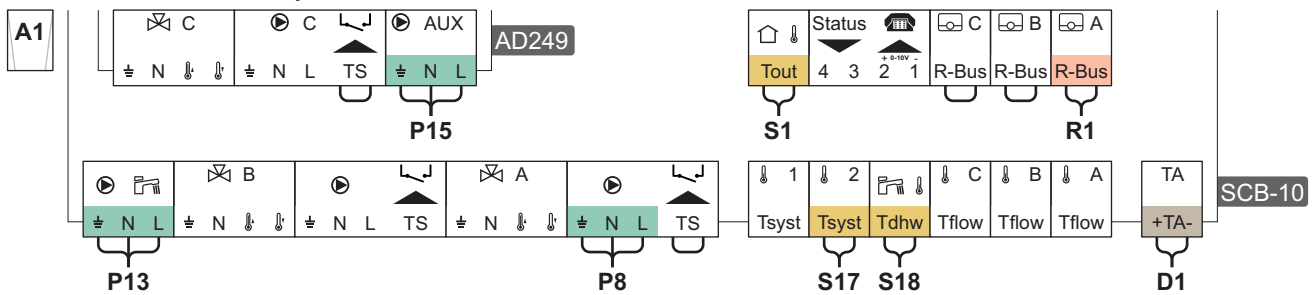 A1
C
C
AUX
AD249
N
N L
TS
N L
P15
Status
C
B
A
+ 0-10V -
Tout
4 3
2 1
R-Bus
R-Bus
R-Bus
S1
R1
B
A
1
2
C
B
A
TA
SCB-10
N L
N
N L
TS
N
N L
TS
Tsyst
Tsyst
Tdhw
Tflow
Tflow
Tflow
+TA-
P13
P8
S17
S18
D1